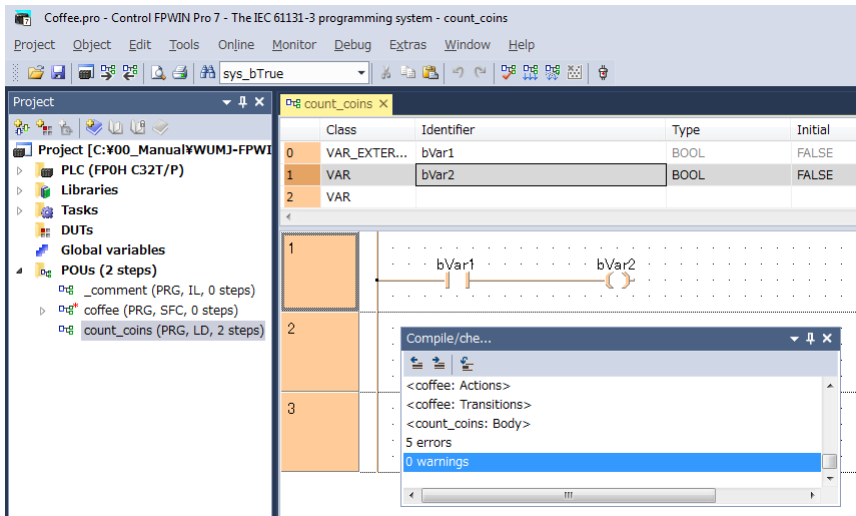 Coffee.pro - Control FPWIN Pro 7 - The IEC 61131-3 programming system - count_coins
Project Object Edit Tools Online Monitor Debug Extras Window Help
sys_bTrue
Project
Project [C:¥00_Manual¥WUMJ-FPWI
PLC (FP0H C32T/P)
Libraries
Tasks
DUTs
Global variables
POUs (2 steps)
_comment (PRG, IL, 0 steps)
coffee (PRG, SFC, 0 steps)
count_coins (PRG, LD, 2 steps)
count_coins
Class Identifier Type Initial
0 VAR_EXTER... bVar1 BOOL FALSE
1 VAR bVar2 BOOL FALSE
2 VAR
1
bVar1 bVar2
2
3
Compile/che...
<coffee: Actions>
<coffee: Transitions>
<count_coins: Body>
5 errors
0 warnings